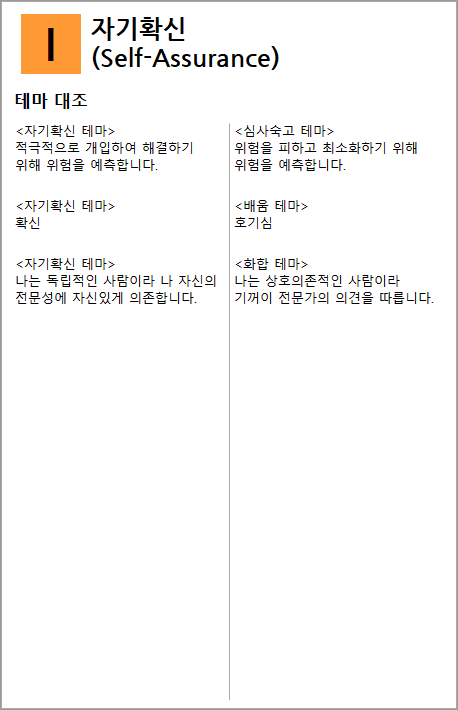 I
자기확신
(Self-Assurance)
테마 대조
<자기확신 테마>
적극적으로 개입하여 해결하기
위해 위험을 예측합니다.
<심사숙고 테마>
위험을 피하고 최소화하기 위해
위험을 예측합니다.
<자기확신 테마>
확신
<배움 테마>
호기심
<자기확신 테마>
나는 독립적인 사람이라 나 자신의
전문성에 자신있게 의존합니다.
<화합 테마>
나는 상호의존적인 사람이라
기꺼이 전문가의 의견을 따릅니다.